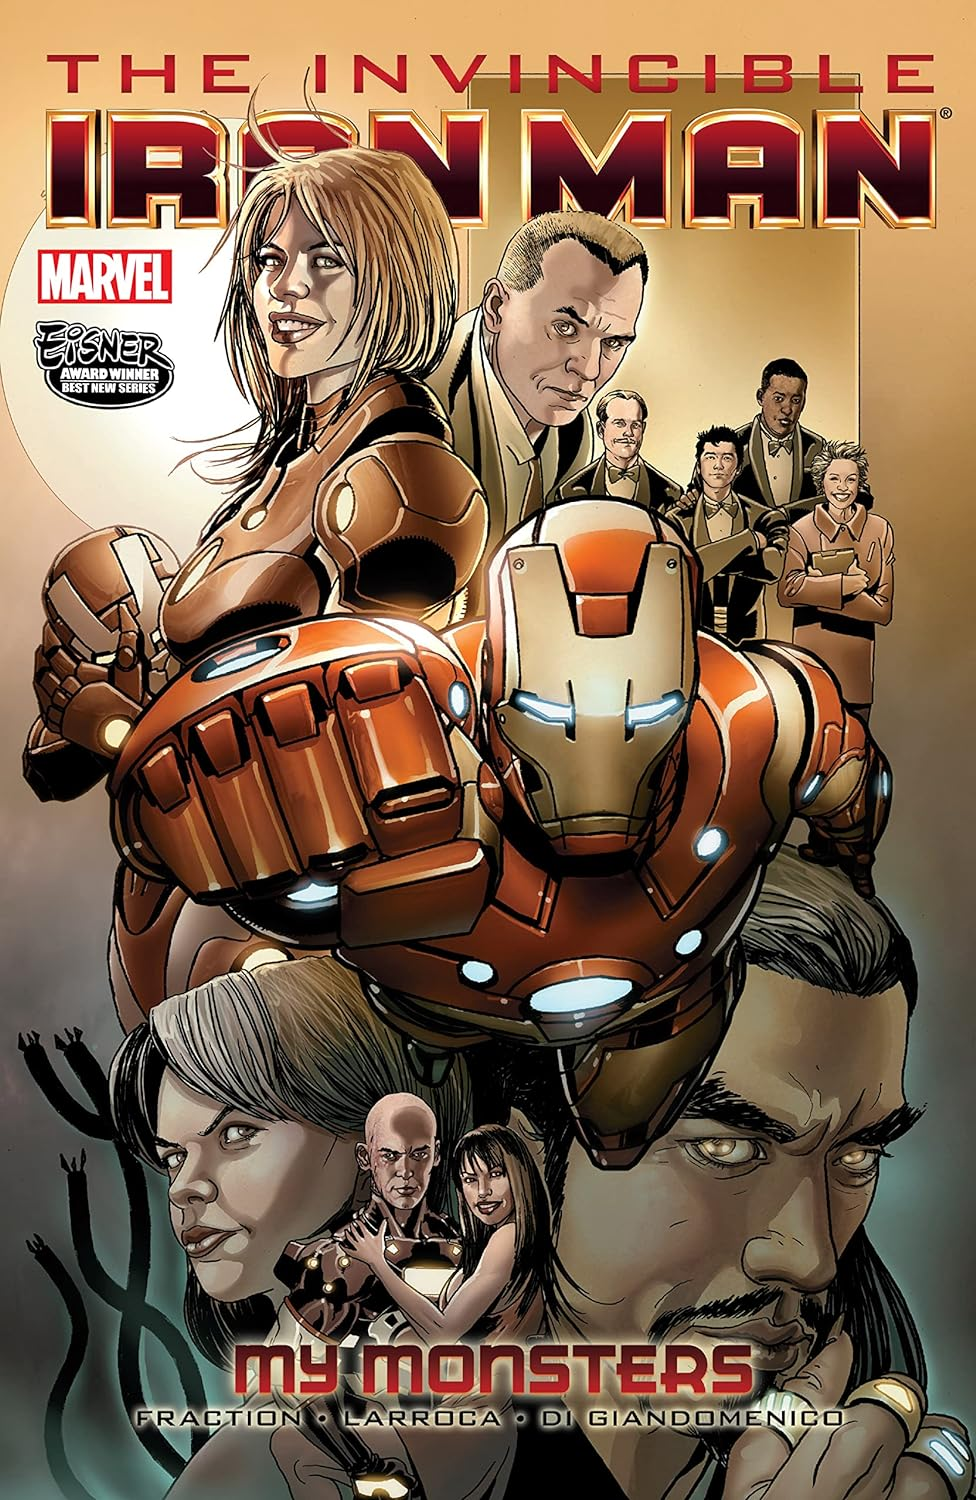 THE INVINCIBLE
IRON MAN®
MARVEL
EISNER
AWARD WINNER
BEST NEW SERIES
MY MONSTERS
FRACTION • LARROCA • DI GIANDOMENICO